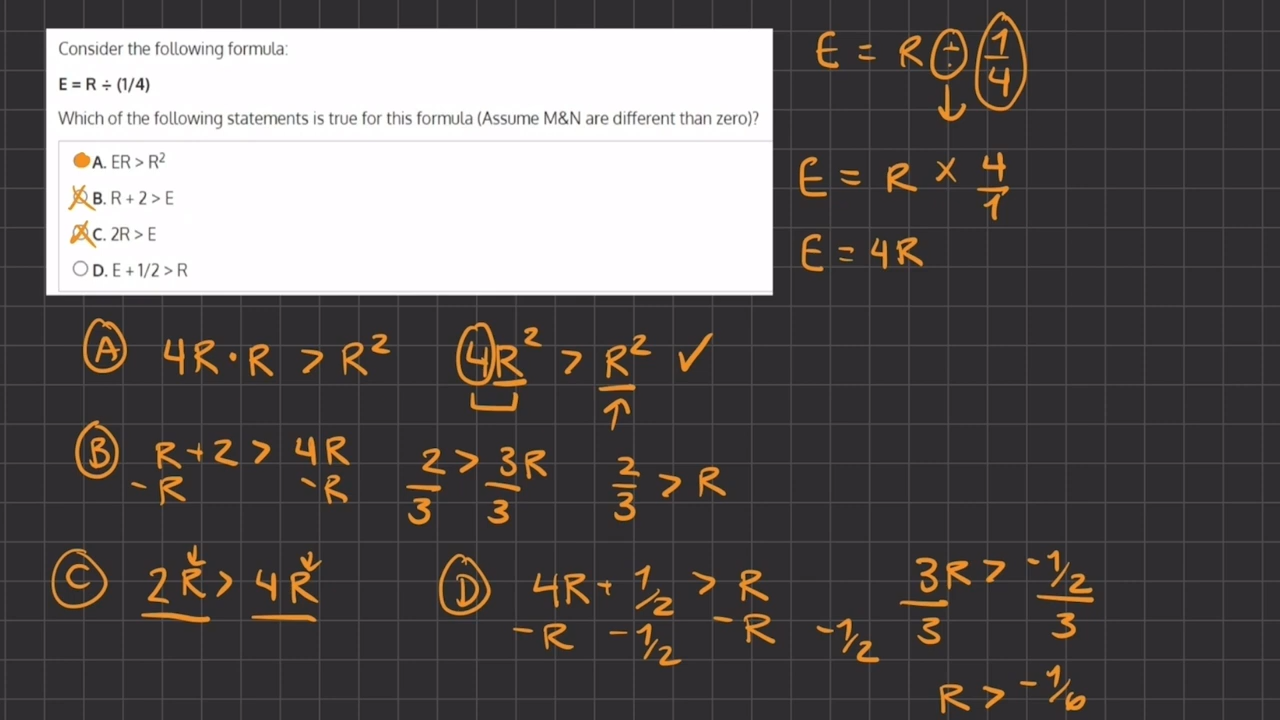 Consider the following formula:
E = R ÷ (1/4)
Which of the following statements is true for this formula (Assume M&N are different than zero)?
A. ER > R²
B. R + 2 > E
C. 2R > E
D. E + 1/2 > R
E = R ÷ 1/4
E = R × 4/1
E = 4R
A 4R · R > R² 4R² > R² ✓
B R + 2 > 4R 2 > 3R 2/3 > R
-R -R 3 3
C 2R > 4R
D 4R + 1/2 > R 3R > -1/2
-R -1/2 -R -1/2 3 3
R > -1/6